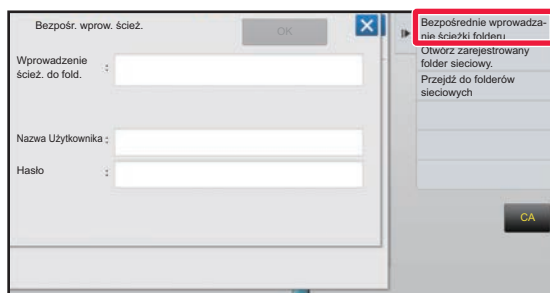 Bezpośr. wprow. ścież.
OK
Wprowadzenie
ścież. do fold. :
Nazwa Użytkownika :
Hasło :
Bezpośrednie wprowadza-
nie ścieżki folderu
Otwórz zarejestrowany
folder sieciowy.
Przejdź do folderów
sieciowych
CA